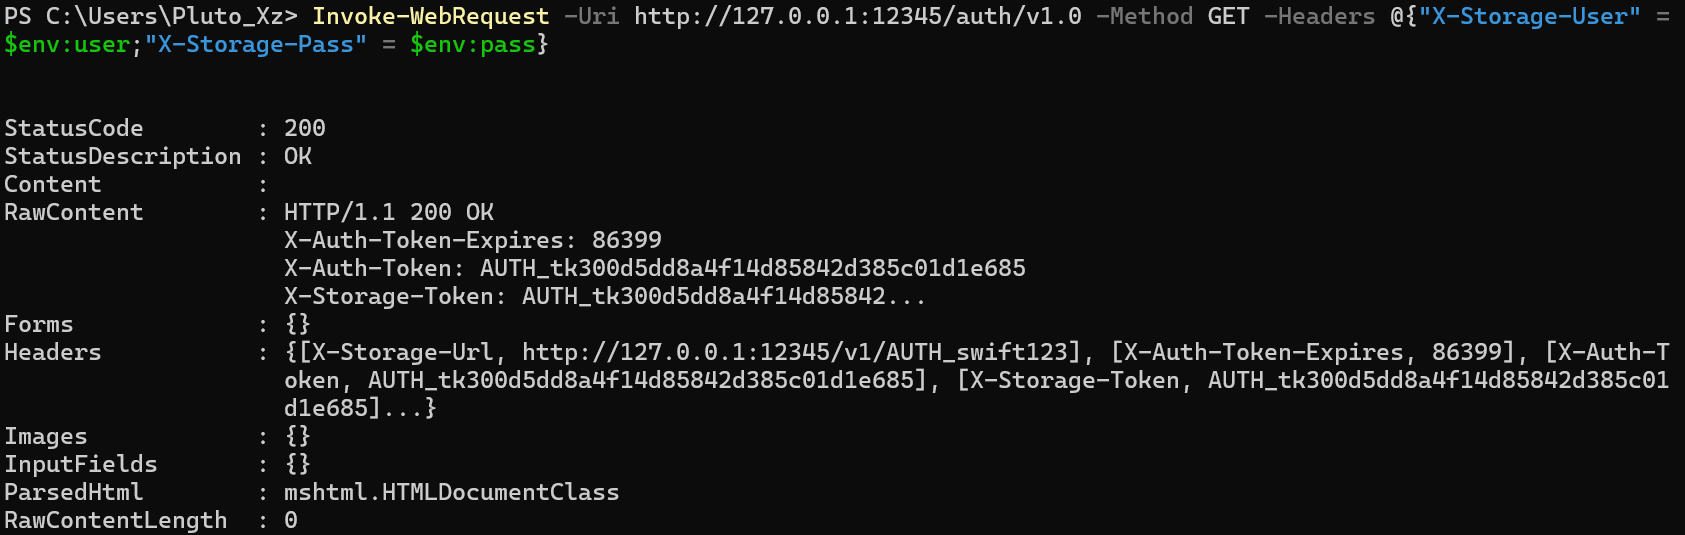 PS C:\Users\Pluto_Xz> Invoke-WebRequest -Uri http://127.0.0.1:12345/auth/v1.0 -Method GET -Headers @{"X-Storage-User" =
$env:user;"X-Storage-Pass" = $env:pass}
StatusCode : 200
StatusDescription : OK
Content :
RawContent : HTTP/1.1 200 OK
X-Auth-Token-Expires: 86399
X-Auth-Token: AUTH_tk300d5dd8a4f14d85842d385c01d1e685
X-Storage-Token: AUTH_tk300d5dd8a4f14d85842...
Forms : {}
Headers : {[X-Storage-Url, http://127.0.0.1:12345/v1/AUTH_swift123], [X-Auth-Token-Expires, 86399], [X-Auth-T
oken, AUTH_tk300d5dd8a4f14d85842d385c01d1e685], [X-Storage-Token, AUTH_tk300d5dd8a4f14d85842d385c01
d1e685]...}
Images : {}
InputFields : {}
ParsedHtml : mshtml.HTMLDocumentClass
RawContentLength : 0